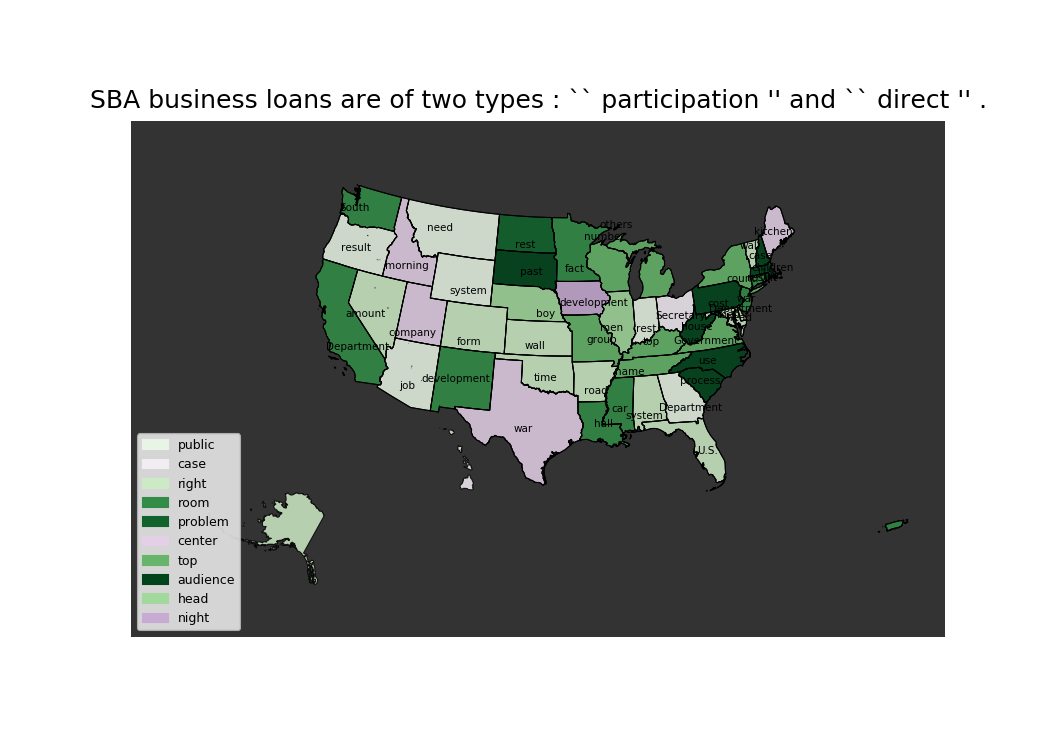 SBA business loans are of two types : `` participation '' and `` direct '' .
South
need
others
kitchen
number
result
rest
case
morning
past
fact
children
system
development
cost
war
amount
boy
Secretary
Department
men
head
company
house
Department
form
wall
group
rest
top
Government
development
time
name
use
job
road
process
war
hall
car
system
Department
U.S.
public
case
right
room
problem
center
top
audience
head
night